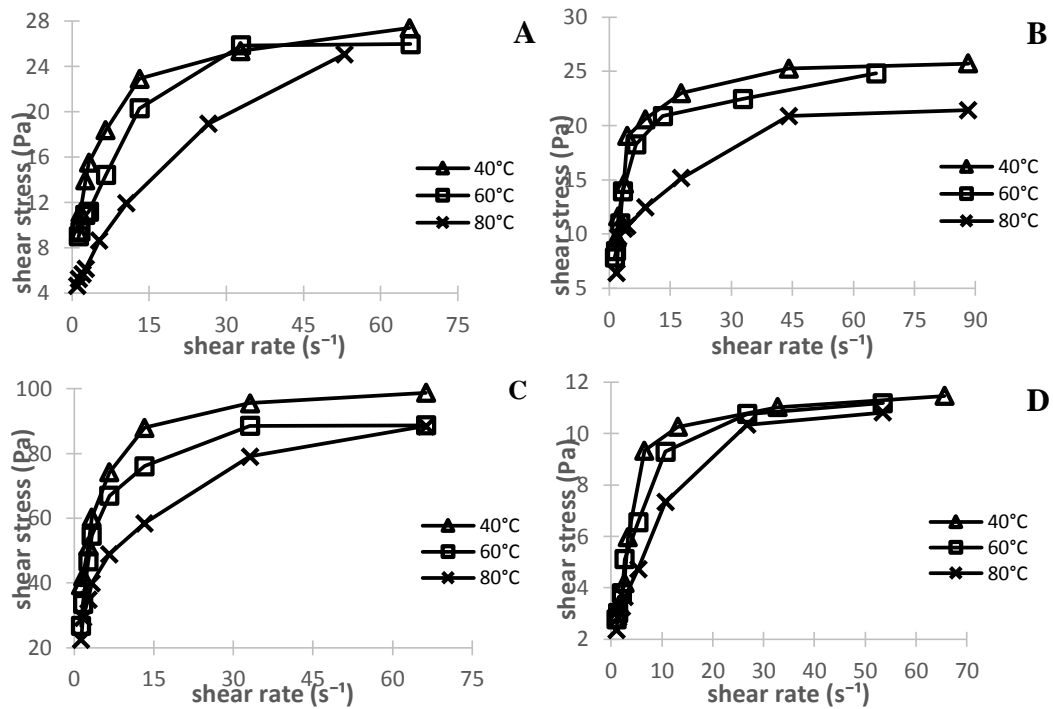 A
shear stress (Pa)
28
24
20
16
12
8
4
0 15 30 45 60 75
shear rate (s⁻¹)
40°C
60°C
80°C
B
shear stress (Pa)
30
25
20
15
10
5
0 15 30 45 60 75 90
shear rate (s⁻¹)
40°C
60°C
80°C
C
shear stress (Pa)
100
80
60
40
20
0 15 30 45 60 75
shear rate (s⁻¹)
40°C
60°C
80°C
D
shear stress (Pa)
12
10
8
6
4
2
0 10 20 30 40 50 60 70
shear rate (s⁻¹)
40°C
60°C
80°C